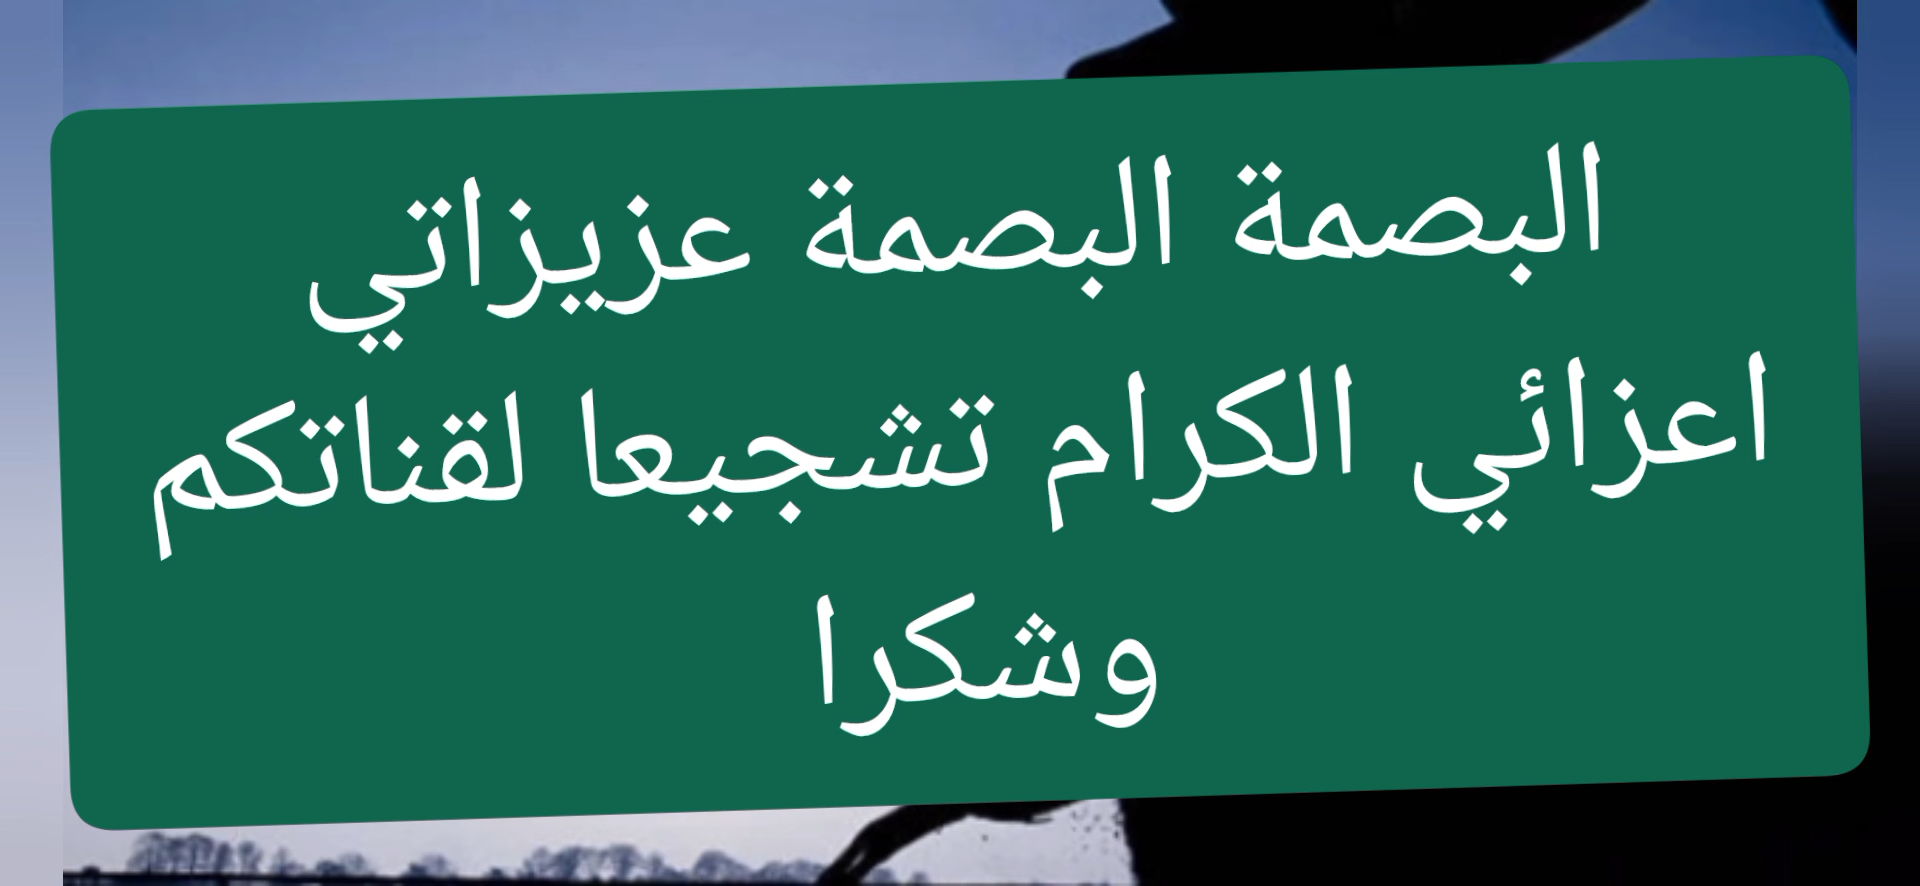 البصمة البصمة عزيزاتي
اعزائي الكرام تشجيعا لقناتكم
وشكرا